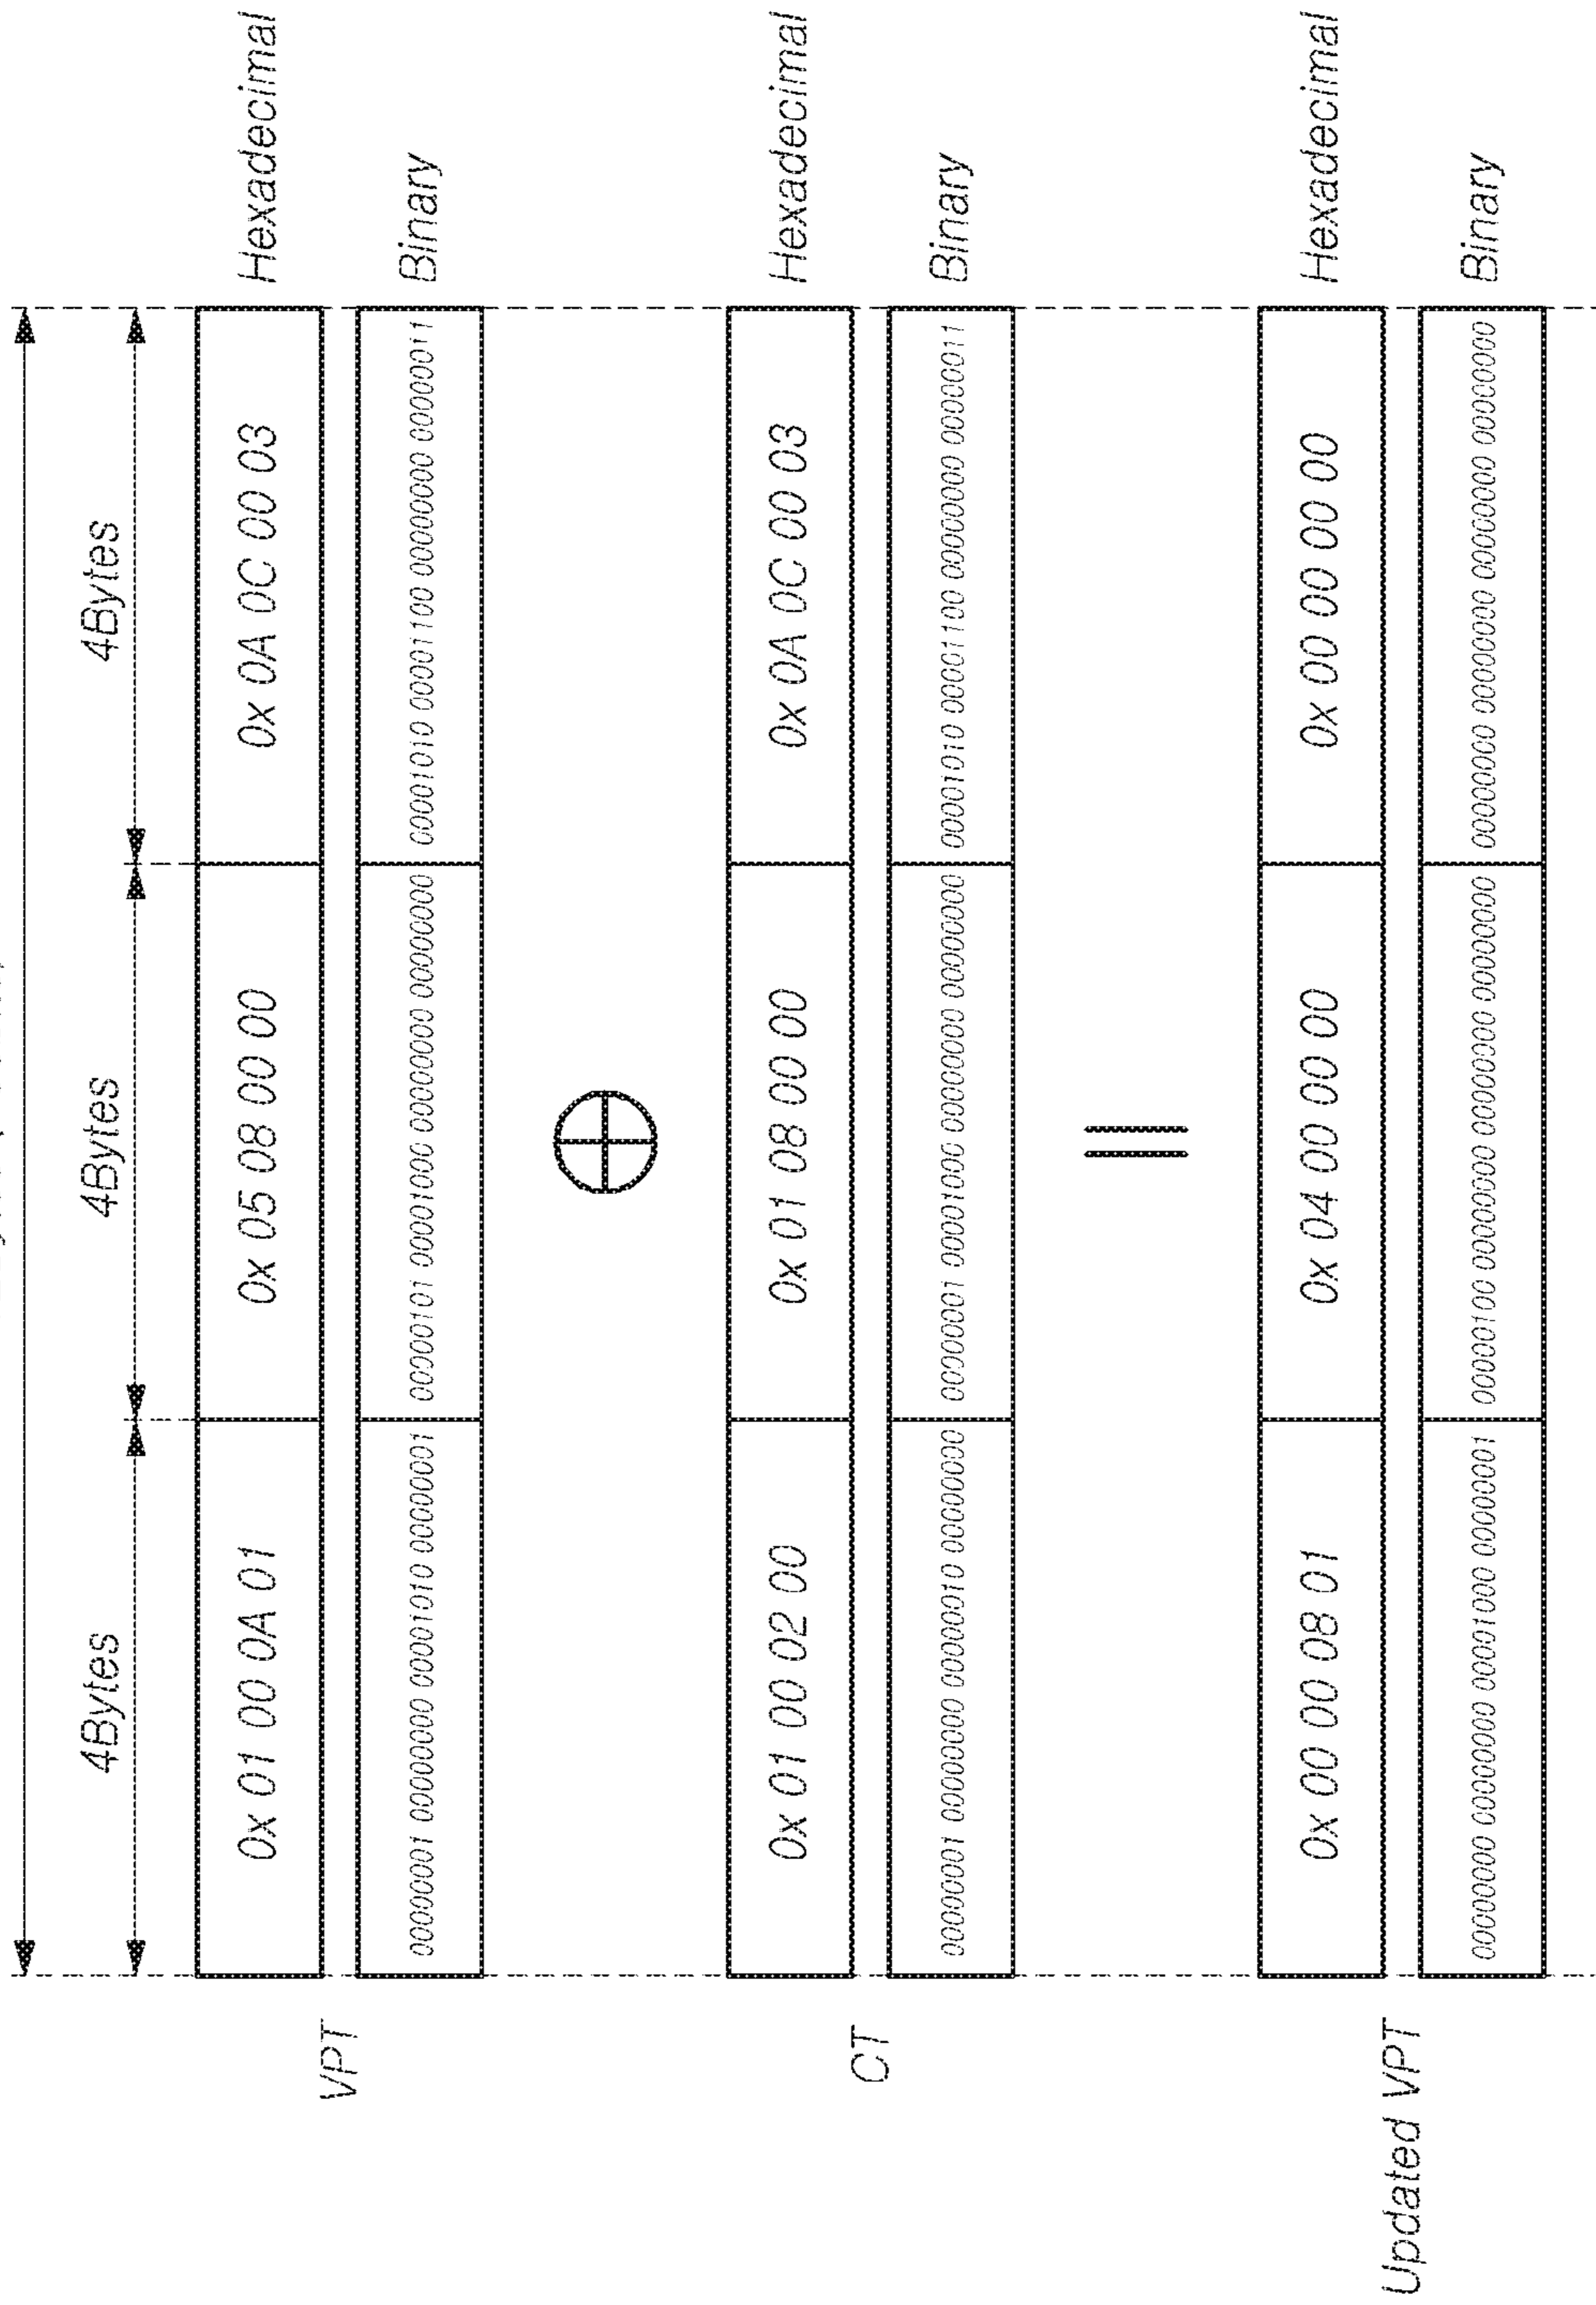 4Bytes 4Bytes 4Bytes
0x 01 00 0A 01 0x 05 08 00 00 0x 0A 0C 00 03 Hexadecimal
VPT
00000001 00000000 00001010 00000001 00000101 00001000 00000000 00000000 00001010 00001100 00000000 00000011 Binary
⊕
0x 01 00 02 00 0x 01 08 00 00 0x 0A 0C 00 03 Hexadecimal
CT
00000001 00000000 00000010 00000000 00000001 00001000 00000000 00000000 00001010 00001100 00000000 00000011 Binary
=
0x 00 00 08 01 0x 04 00 00 00 0x 00 00 00 00 Hexadecimal
Updated VPT
00000000 00000000 00001000 00000001 00000100 00000000 00000000 00000000 00000000 00000000 00000000 00000000 Binary